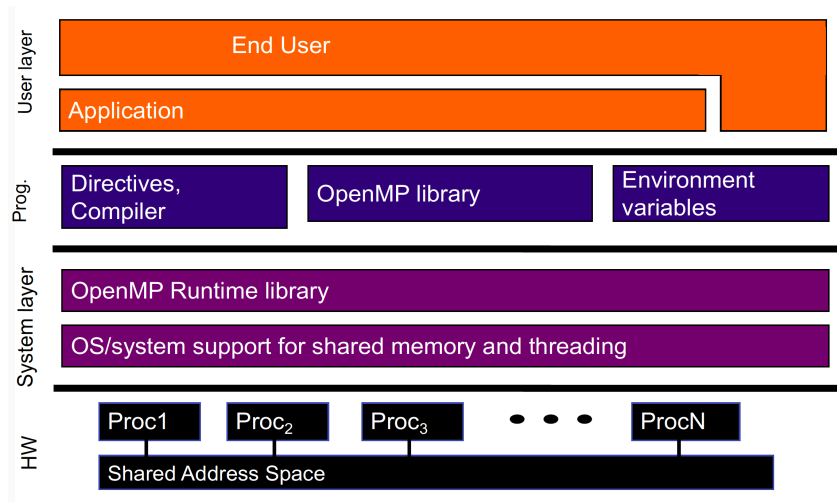 User layer
End User
Application
Prog.
Directives,
Compiler
OpenMP library
Environment
variables
System layer
OpenMP Runtime library
OS/system support for shared memory and threading
HW
Proc1
Proc₂
Proc₃
• • •
ProcN
Shared Address Space